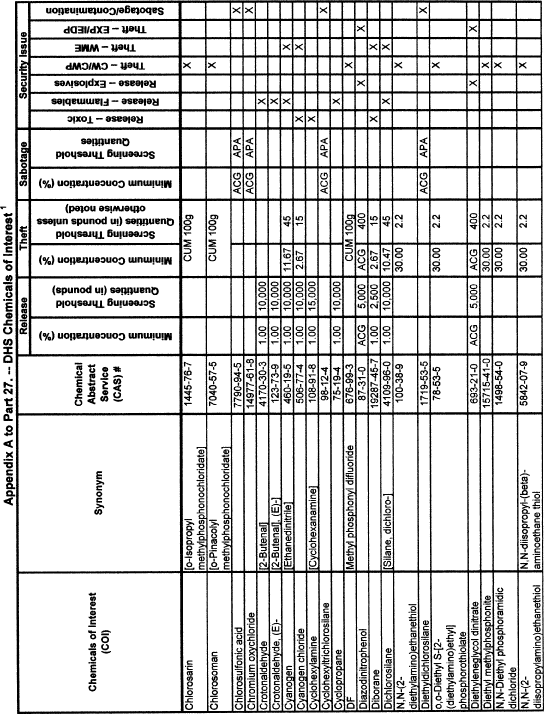 Appendix A to Part 27. -- DHS Chemicals of Interest 1
Release Theft Sabotage Security Issue
Chemicals of Interest
(COI)
Synonym
Chemical
Abstract
Service
(CAS) #
Minimum Concentration (%)
Screening Threshold
Quantities (in pounds)
Minimum Concentration (%)
Screening Threshold
Quantities (in pounds unless
otherwise noted)
Minimum Concentration (%)
Screening Threshold
Quantities
Release – Toxic
Release – Flammables
Release – Explosives
Theft – CW/CWP
Theft – WME
Theft – EXP/IEDP
Sabotage/Contamination
Chlorosarin [o-Isopropyl
methylphosphonochloridate] 1445-76-7 CUM 100g X
Chlorosoman [o-Pinacolyl
methylphosphonochloridate] 7040-57-5 CUM 100g X
Chlorosulfonic acid 7790-94-5 ACG APA X
Chromium oxychloride 14977-61-8 ACG APA X
Crotonaldehyde [2-Butenal] 4170-30-3 1.00 10,000 X
Crotonaldehyde, (E)- [2-Butenal], (E)-] 123-73-9 1.00 10,000 X
Cyanogen [Ethanedinitrile] 460-19-5 1.00 10,000 11.67 45 X X
Cyanogen chloride 506-77-4 1.00 10,000 2.67 15 X X
Cyclohexylamine [Cyclohexanamine] 108-91-8 1.00 15,000 X
Cyclohexyltrichlorosilane 98-12-4 ACG APA X
Cyclopropane 75-19-4 1.00 10,000 X
DF Methyl phosphonyl difluoride 676-99-3 CUM 100g X
Diazodinitrophenol 87-31-0 ACG 5,000 ACG 400 X X
Diborane 19287-45-7 1.00 2,500 2.67 15 X X
Dichlorosilane [Silane, dichloro-] 4109-96-0 1.00 10,000 10.47 45 X X
N,N-(2-
diethylamino)ethanethiol 100-38-9 30.00 2.2 X
Diethyldichlorosilane 1719-53-5 ACG APA X
o,o-Diethyl S-[2-
(diethylamino)ethyl]
phosphorothiolate 78-53-5 30.00 2.2 X
Diethyleneglycol dinitrate 693-21-0 ACG 5,000 ACG 400 X X
Diethyl methylphosphonite 15715-41-0 30.00 2.2 X
N,N-Diethyl phosphoramidic
dichloride 1498-54-0 30.00 2.2 X
N,N-(2-
diisopropylamino)ethanethiol N,N-diisopropyl-(beta)-
aminoethane thiol 5842-07-9 30.00 2.2 X